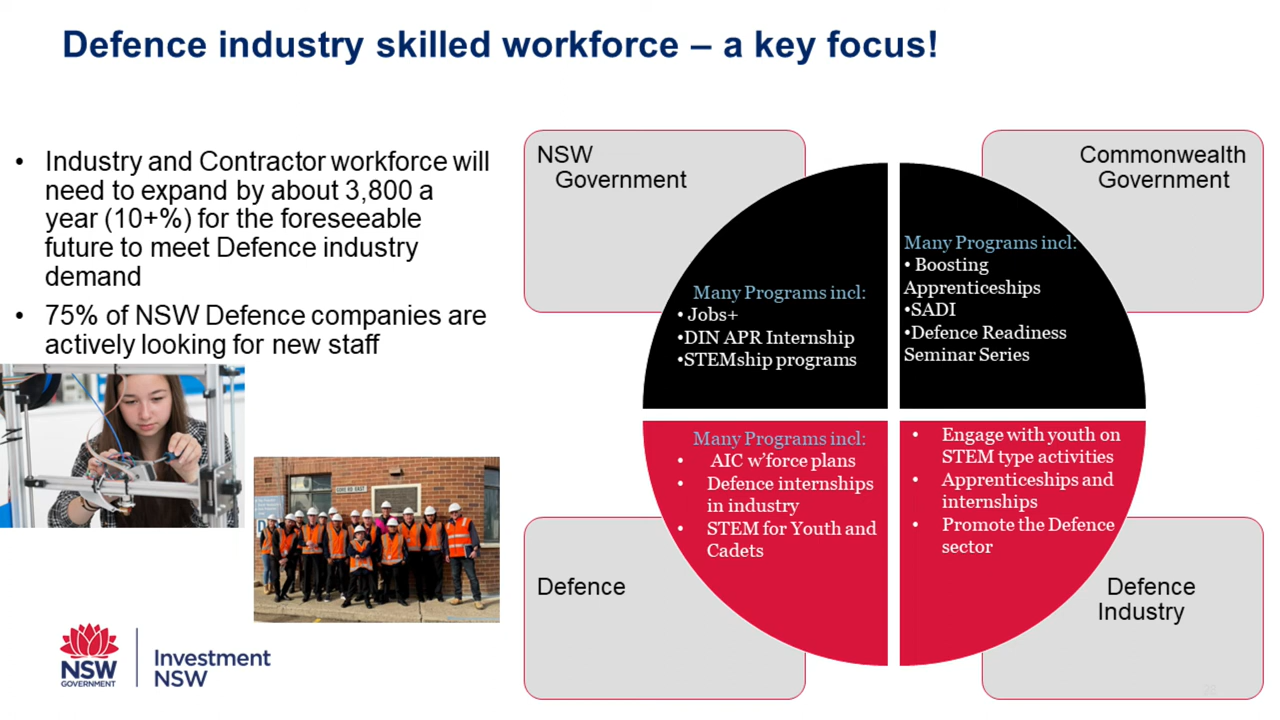 Defence industry skilled workforce – a key focus!
• Industry and Contractor workforce will
need to expand by about 3,800 a
year (10+%) for the foreseeable
future to meet Defence industry
demand
• 75% of NSW Defence companies are
actively looking for new staff
NSW
Government
Many Programs incl:
• Jobs+
•DIN APR Internship
•STEMship programs
Commonwealth
Government
Many Programs incl:
• Boosting
Apprenticeships
•SADI
•Defence Readiness
Seminar Series
Defence
Many Programs incl:
• AIC w’force plans
• Defence internships
in industry
• STEM for Youth and
Cadets
Defence
Industry
• Engage with youth on
STEM type activities
• Apprenticeships and
internships
• Promote the Defence
sector
NSW
GOVERNMENT
Investment
NSW